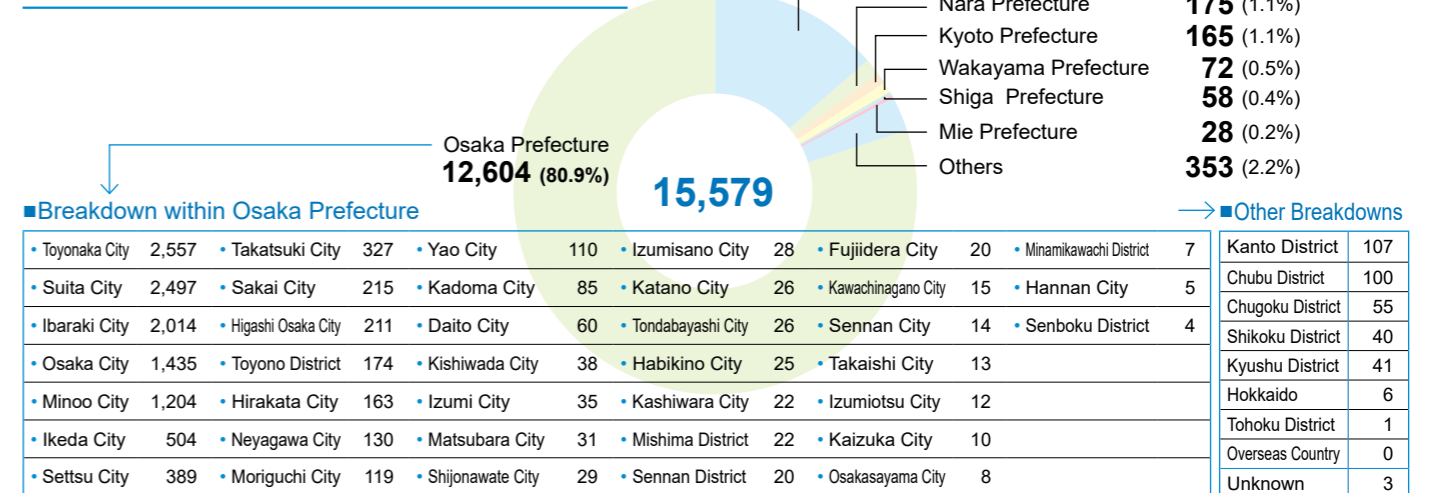 Nara Prefecture 175 (1.1%)
Kyoto Prefecture 165 (1.1%)
Wakayama Prefecture 72 (0.5%)
Shiga Prefecture 58 (0.4%)
Mie Prefecture 28 (0.2%)
Others 353 (2.2%)
Osaka Prefecture
12,604 (80.9%)
15,579
■Breakdown within Osaka Prefecture
• Toyonaka City 2,557 • Takatsuki City 327 • Yao City 110 • Izumisano City 28 • Fujiidera City 20 • Minamikawachi District 7
• Suita City 2,497 • Sakai City 215 • Kadoma City 85 • Katano City 26 • Kawachinagano City 15 • Hannan City 5
• Ibaraki City 2,014 • Higashi Osaka City 211 • Daito City 60 • Tondabayashi City 26 • Sennan City 14 • Senboku District 4
• Osaka City 1,435 • Toyono District 174 • Kishiwada City 38 • Habikino City 25 • Takaishi City 13
• Minoo City 1,204 • Hirakata City 163 • Izumi City 35 • Kashiwara City 22 • Izumiotsu City 12
• Ikeda City 504 • Neyagawa City 130 • Matsubara City 31 • Mishima District 22 • Kaizuka City 10
• Settsu City 389 • Moriguchi City 119 • Shijonawate City 29 • Sennan District 20 • Osakasayama City 8
■Other Breakdowns
Kanto District 107
Chubu District 100
Chugoku District 55
Shikoku District 40
Kyushu District 41
Hokkaido 6
Tohoku District 1
Overseas Country 0
Unknown 3